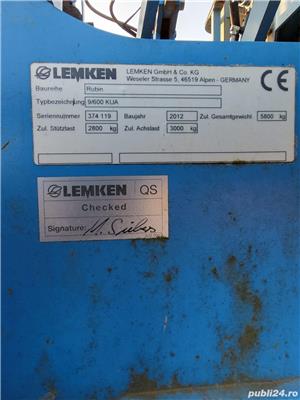 LEMKEN
LEMKEN GmbH & Co. KG
Weseler Strasse 5, 46519 Alpen - GERMANY
CE
Baureihe Rubin
Typbezeichnung 9/600 KUA
Seriennummer 374 119 Baujahr 2012 Zul. Gesamtgewicht 5800 kg
Zul. Stützlast 2800 kg Zul. Achslast 3000 kg
LEMKEN QS
Checked
Signature:
publi24.ro